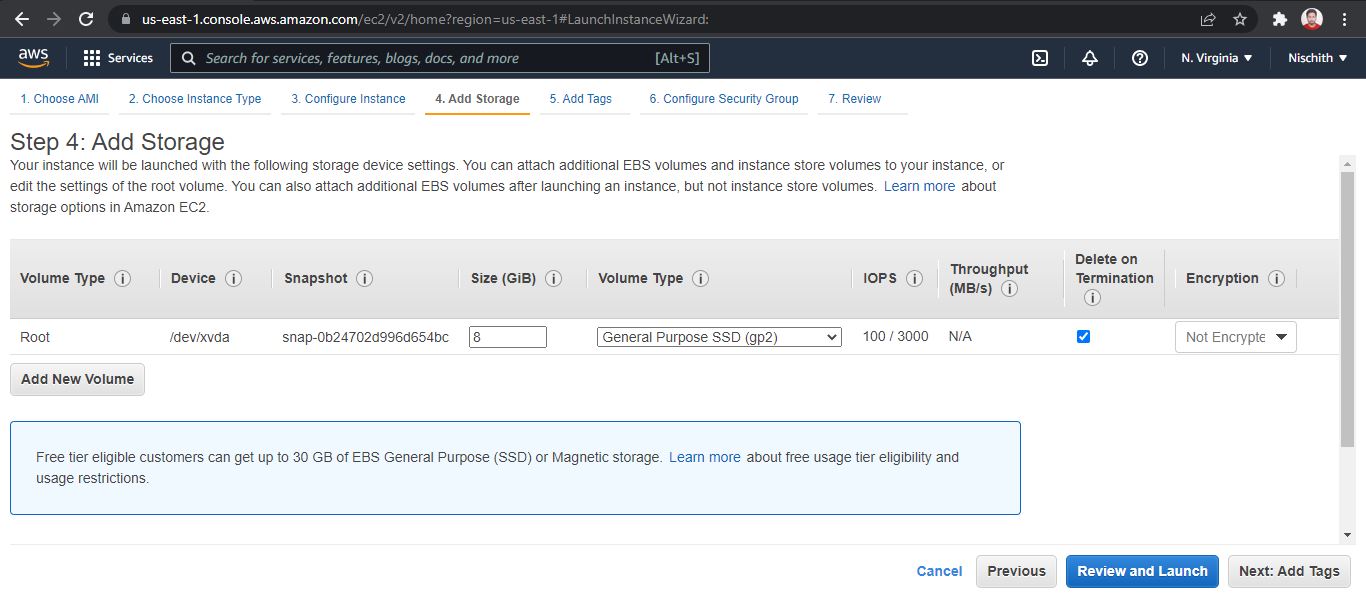 us-east-1.console.aws.amazon.com/ec2/v2/home?region=us-east-1#LaunchInstanceWizard:
aws Services Search for services, features, blogs, docs, and more [Alt+S] N. Virginia Nischith
1. Choose AMI 2. Choose Instance Type 3. Configure Instance 4. Add Storage 5. Add Tags 6. Configure Security Group 7. Review
Step 4: Add Storage
Your instance will be launched with the following storage device settings. You can attach additional EBS volumes and instance store volumes to your instance, or
edit the settings of the root volume. You can also attach additional EBS volumes after launching an instance, but not instance store volumes. Learn more about
storage options in Amazon EC2.
Volume Type Device Snapshot Size (GiB) Volume Type IOPS Throughput (MB/s) Delete on Termination Encryption
Root /dev/xvda snap-0b24702d996d654bc 8 General Purpose SSD (gp2) 100 / 3000 N/A Not Encrypte
Add New Volume
Free tier eligible customers can get up to 30 GB of EBS General Purpose (SSD) or Magnetic storage. Learn more about free usage tier eligibility and
usage restrictions.
Cancel Previous Review and Launch Next: Add Tags